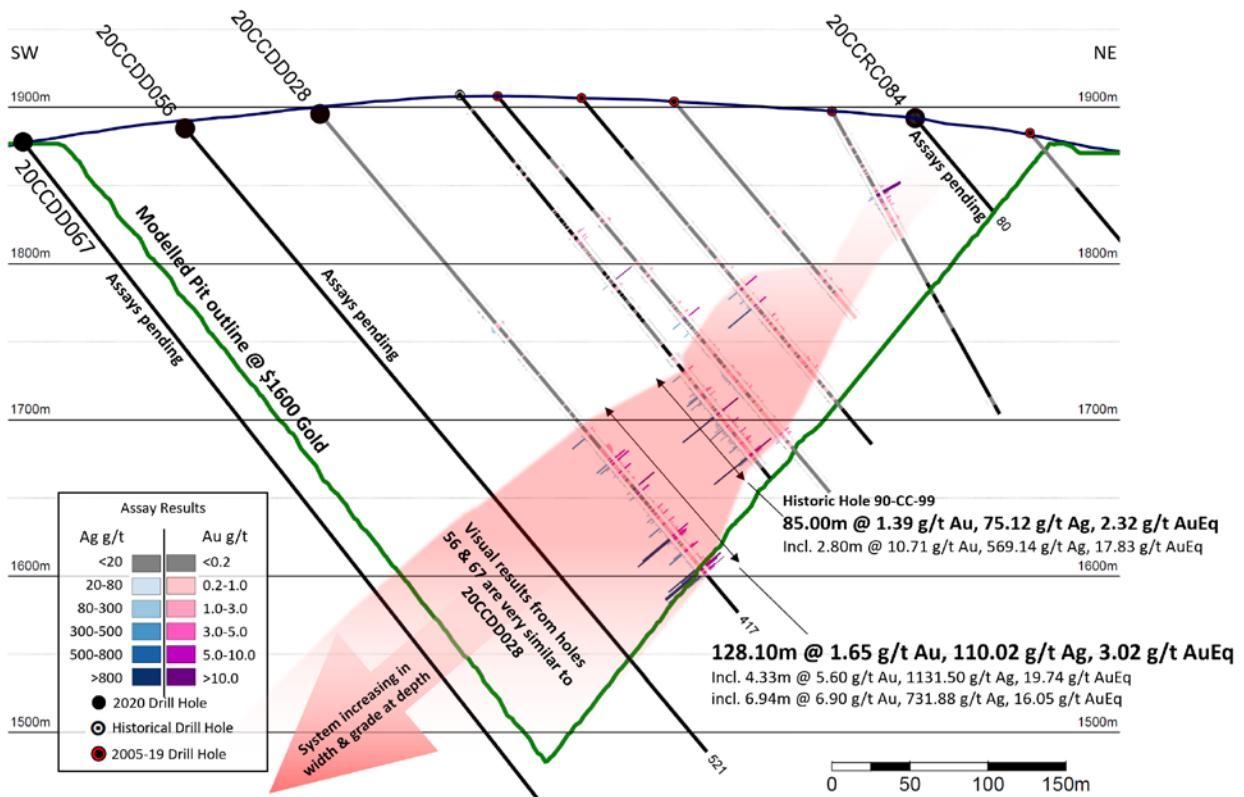 SW
NE
20CCDD067
20CCDD056
20CCDD028
20CCRC084
1900m
1900m
1800m
1800m
1700m
1700m
1600m
1600m
1500m
1500m
Assays pending
Assays pending
Assays pending
80
417
521
Modelled Pit outline @ $1600 Gold
Visual results from holes
56 & 67 are very similar to
20CCDD028
System increasing in
width & grade at depth
Historic Hole 90-CC-99
85.00m @ 1.39 g/t Au, 75.12 g/t Ag, 2.32 g/t AuEq
Incl. 2.80m @ 10.71 g/t Au, 569.14 g/t Ag, 17.83 g/t AuEq
128.10m @ 1.65 g/t Au, 110.02 g/t Ag, 3.02 g/t AuEq
Incl. 4.33m @ 5.60 g/t Au, 1131.50 g/t Ag, 19.74 g/t AuEq
incl. 6.94m @ 6.90 g/t Au, 731.88 g/t Ag, 16.05 g/t AuEq
Assay Results
Ag g/t Au g/t
<20 <0.2
20-80 0.2-1.0
80-300 1.0-3.0
300-500 3.0-5.0
500-800 5.0-10.0
>800 >10.0
2020 Drill Hole
Historical Drill Hole
2005-19 Drill Hole
0 50 100 150m